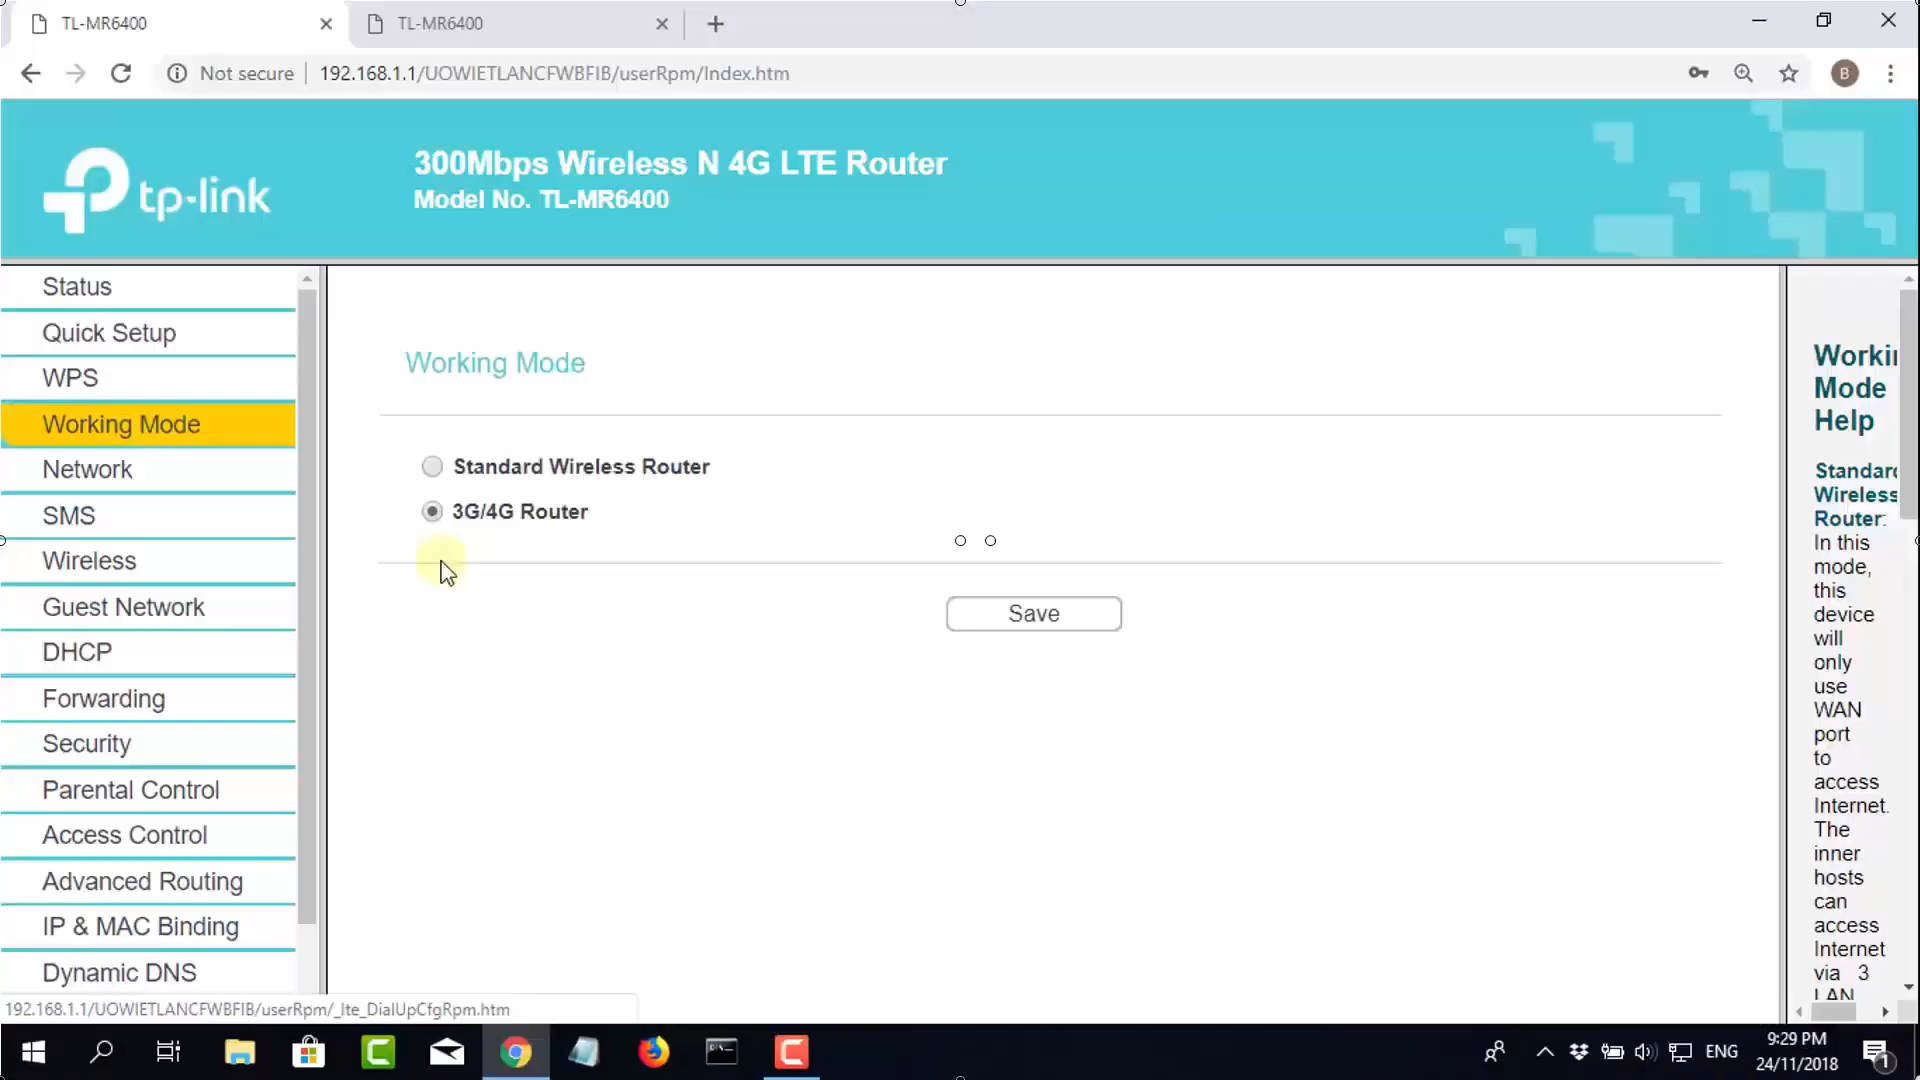 TL-MR6400
TL-MR6400
Not secure
192.168.1.1/UOWIETLANCFWBFIB/userRpm/Index.htm
B
tp-link
300Mbps Wireless N 4G LTE Router
Model No. TL-MR6400
Status
Quick Setup
WPS
Working Mode
Network
SMS
Wireless
Guest Network
DHCP
Forwarding
Security
Parental Control
Access Control
Advanced Routing
IP & MAC Binding
Dynamic DNS
Working Mode
Standard Wireless Router
3G/4G Router
Save
Mode
Help
Wireless
Router:
In this
mode,
this
device
will
only
use
WAN
port
to
access
Internet.
The
inner
hosts
can
access
Internet
via 3
LAN
192.168.1.1/UOWIETLANCFWBFIB/userRpm/_lte_DialUpCfgRpm.htm
ENG
9:29 PM
24/11/2018
1